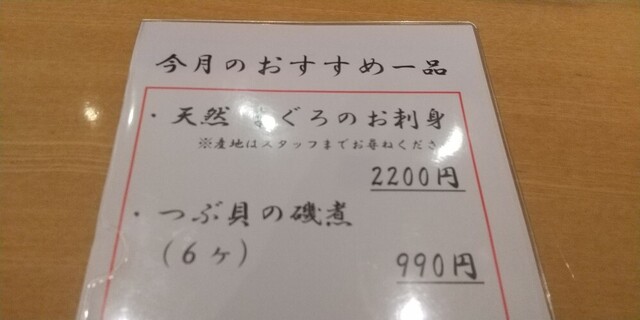 今月のおすすめ一品
・天然 まぐろのお刺身
※産地はスタッフまでお尋ねくださ
2200円
・つぶ貝の磯煮
(6ヶ)
990円